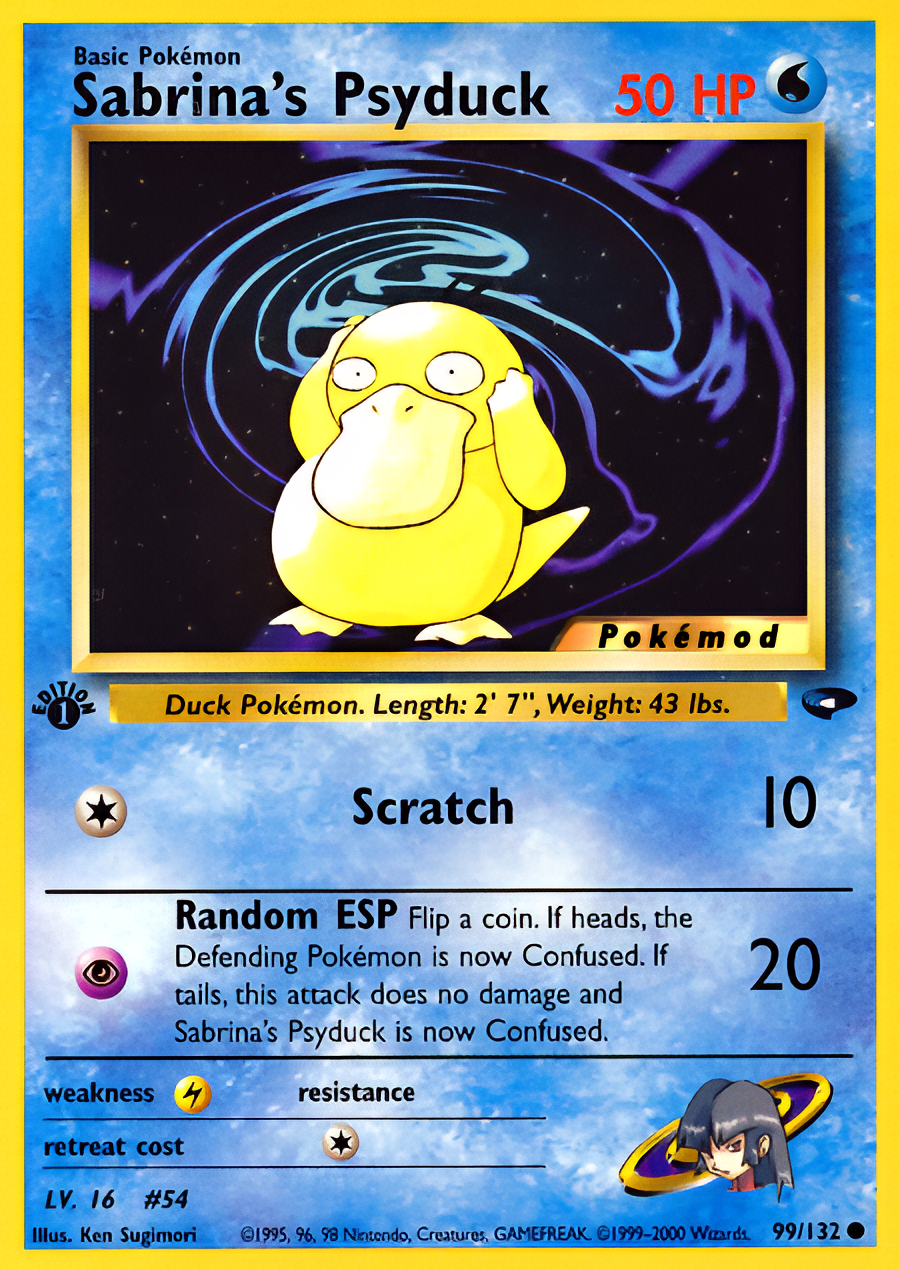 Basic Pokémon
Sabrina's Psyduck 50 HP
Pokémod
EDITION
1
Duck Pokémon. Length: 2' 7", Weight: 43 lbs.
Scratch 10
Random ESP Flip a coin. If heads, the
Defending Pokémon is now Confused. If
tails, this attack does no damage and
Sabrina's Psyduck is now Confused.
20
weakness resistance
retreat cost
LV. 16 #54
Illus. Ken Sugimori ©1995, 96, 98 Nintendo, Creatures, GAMEFREAK. ©1999-2000 Wizards. 99/132